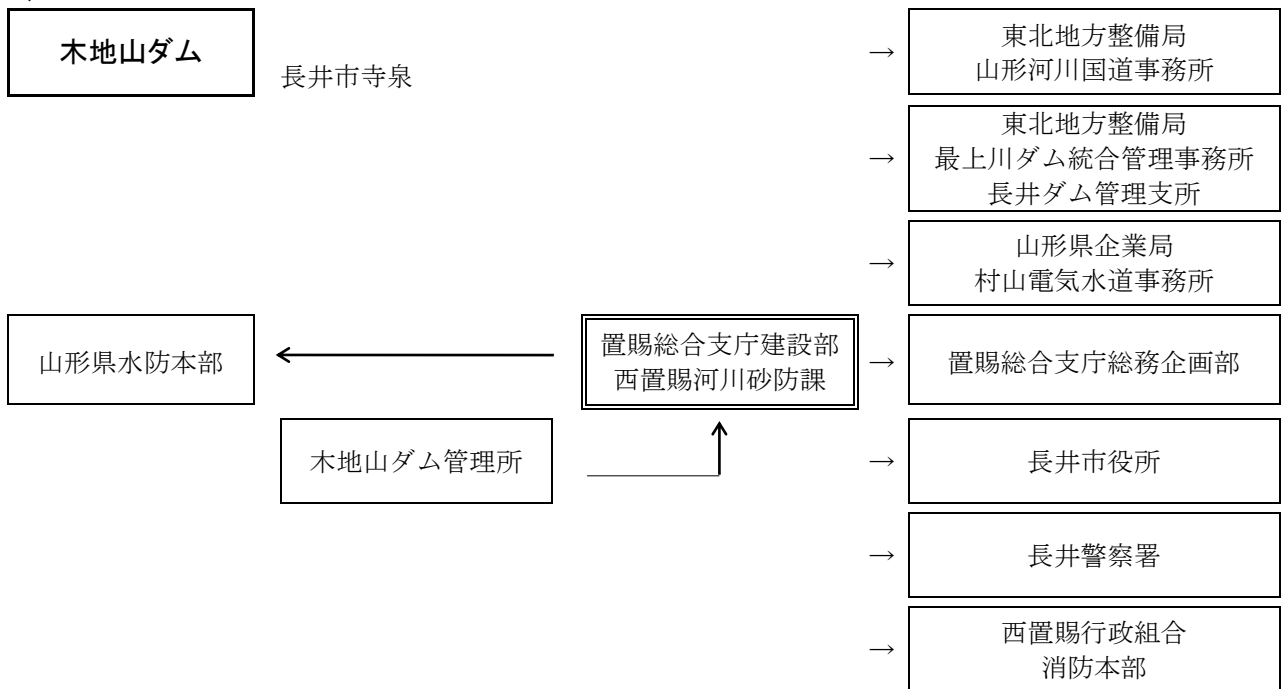 木地山ダム
長井市寺泉
→
東北地方整備局
山形河川国道事務所
→
東北地方整備局
最上川ダム統合管理事務所
長井ダム管理支所
→
山形県企業局
村山電気水道事務所
山形県水防本部
置賜総合支庁建設部
西置賜河川砂防課
→
置賜総合支庁総務企画部
木地山ダム管理所
→
長井市役所
→
長井警察署
→
西置賜行政組合
消防本部